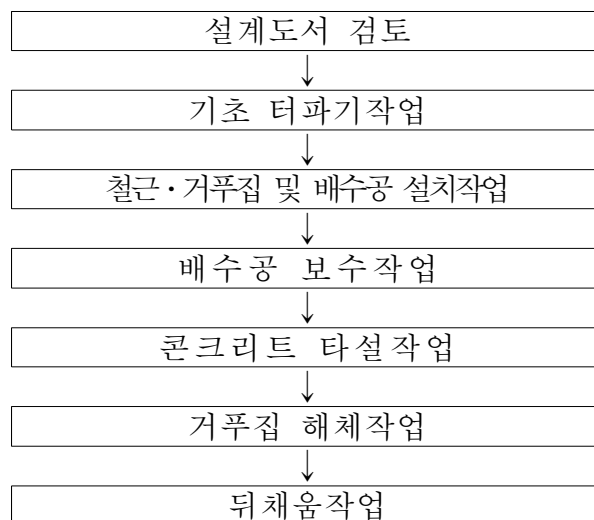 설계도서 검토
기초 터파기작업
철근·거푸집 및 배수공 설치작업
배수공 보수작업
콘크리트 타설작업
거푸집 해체작업
뒤채움작업